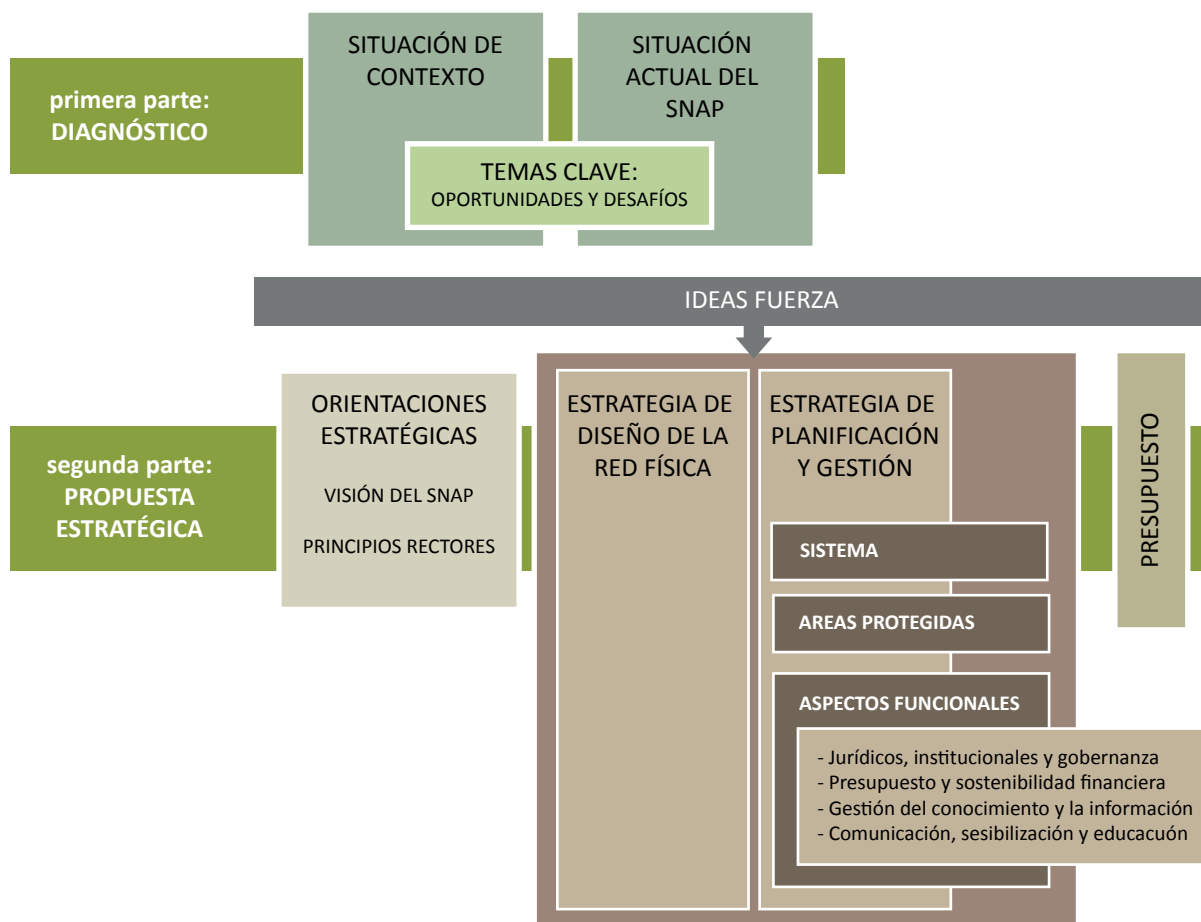 primera parte:
DIAGNÓSTICO
SITUACIÓN DE
CONTEXTO
SITUACIÓN
ACTUAL DEL
SNAP
TEMAS CLAVE:
OPORTUNIDADES Y DESAFÍOS
IDEAS FUERZA
segunda parte:
PROPUESTA
ESTRATÉGICA
ORIENTACIONES
ESTRATÉGICAS
VISIÓN DEL SNAP
PRINCIPIOS RECTORES
ESTRATEGIA DE
DISEÑO DE LA
RED FÍSICA
ESTRATEGIA DE
PLANIFICACIÓN
Y GESTIÓN
SISTEMA
AREAS PROTEGIDAS
ASPECTOS FUNCIONALES
- Jurídicos, institucionales y gobernanza
- Presupuesto y sostenibilidad financiera
- Gestión del conocimiento y la información
- Comunicación, sesibilización y educacuón
PRESUPUESTO